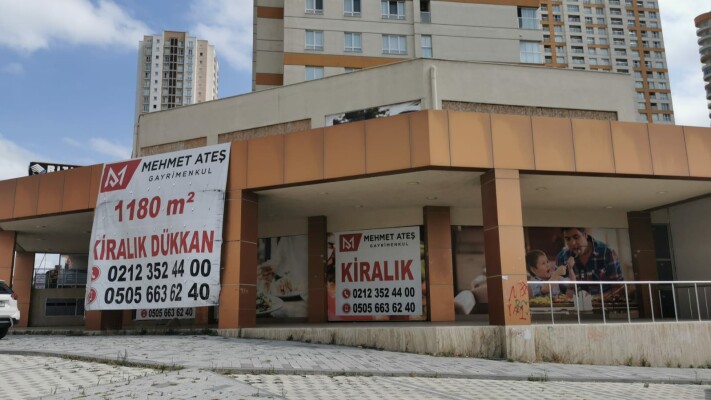 MEHMET ATEŞ
GAYRİMENKUL
1180 m²
KİRALIK DÜKKAN
0212 352 44 00
0505 663 62 40
0505 663 62 40
MEHMET ATEŞ
GAYRİMENKUL
KİRALIK
0212 352 44 00
0505 663 62 40